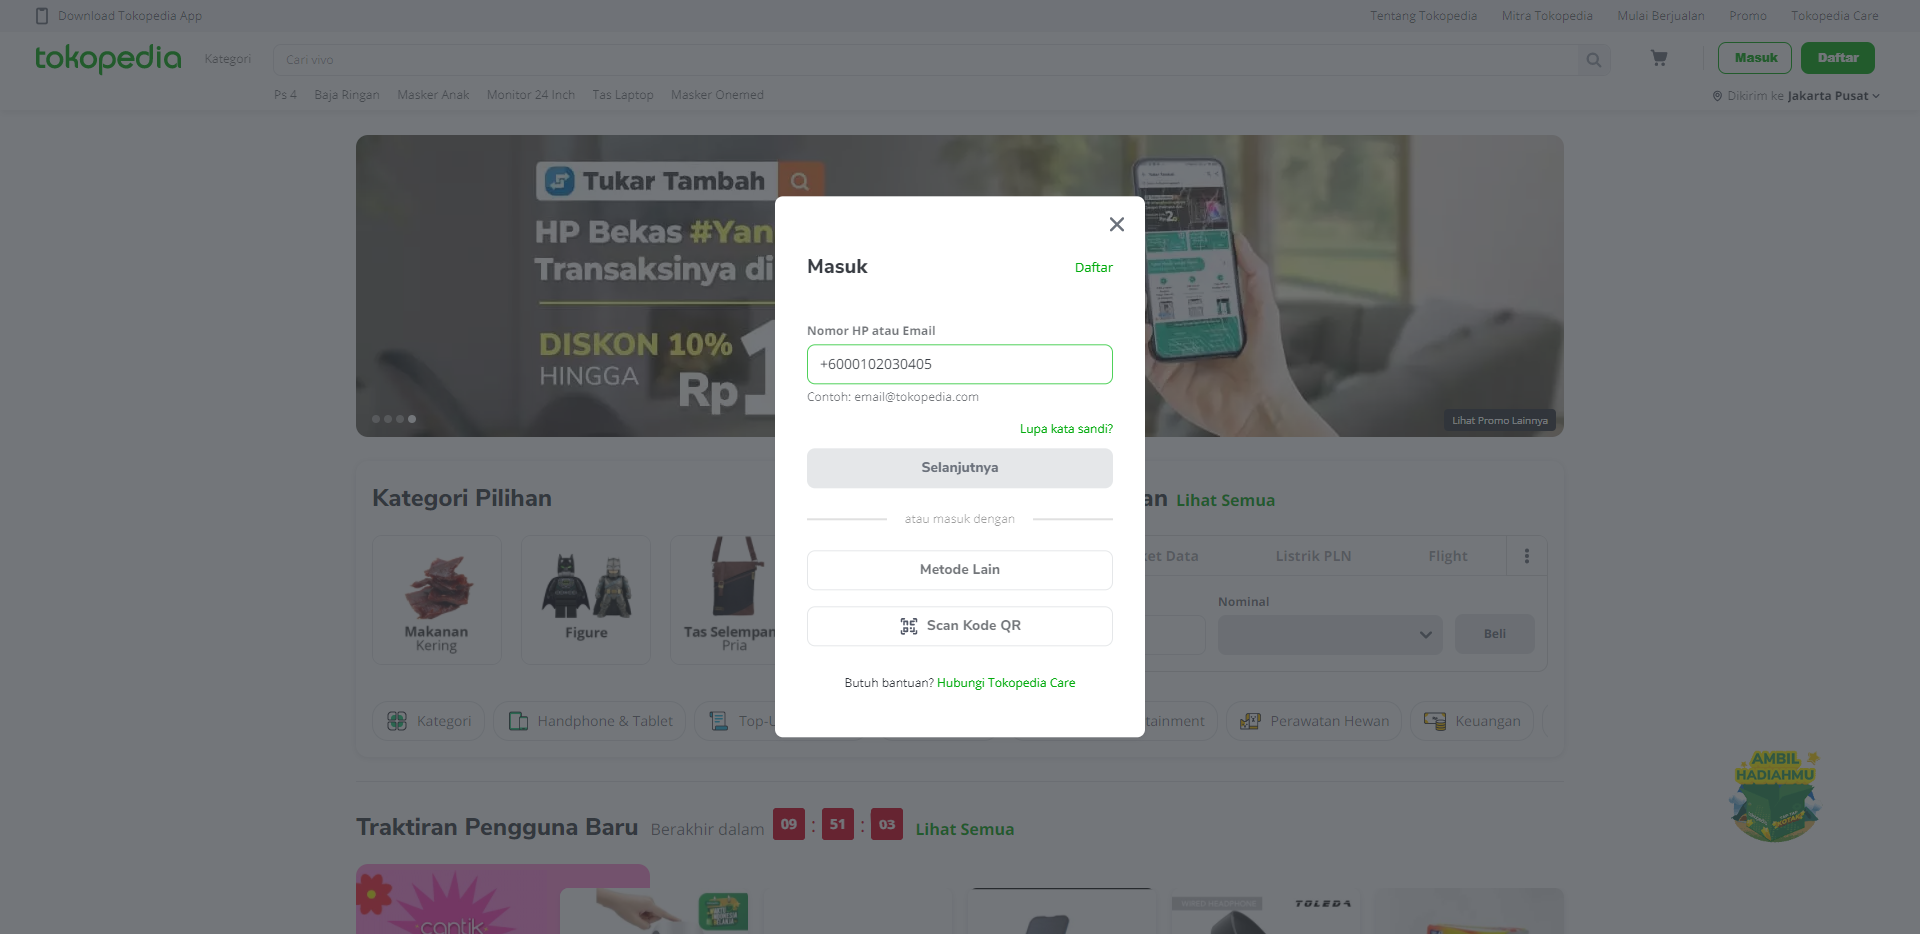 Download Tokopedia App
Tentang Tokopedia
Mitra Tokopedia
Mulai Berjualan
Promo
Tokopedia Care
tokopedia
Kategori
Cari vivo
Masuk
Daftar
Ps 4
Baja Ringan
Masker Anak
Monitor 24 Inch
Tas Laptop
Masker Onemed
Dikirim ke Jakarta Pusat
Tukar Tambah
HP Bekas #Yan
Transaksinya di
DISKON 10%
HINGGA
Rp 1
Lihat Promo Lainnya
Masuk
Daftar
Nomor HP atau Email
+6000102030405
Contoh: email@tokopedia.com
Lupa kata sandi?
Selanjutnya
atau masuk dengan
Metode Lain
Scan Kode QR
Butuh bantuan? Hubungi Tokopedia Care
Kategori Pilihan
an Lihat Semua
Makanan
Kering
Figure
Tas Selempan
Pria
et Data
Listrik PLN
Flight
Nominal
Beli
Kategori
Handphone & Tablet
Top-U
tainment
Perawatan Hewan
Keuangan
AMBIL
HADIAHMU
Traktiran Pengguna Baru
Berakhir dalam
09 : 51 : 03
Lihat Semua
cantik
WIRED HEADPHONE
TOLEDA